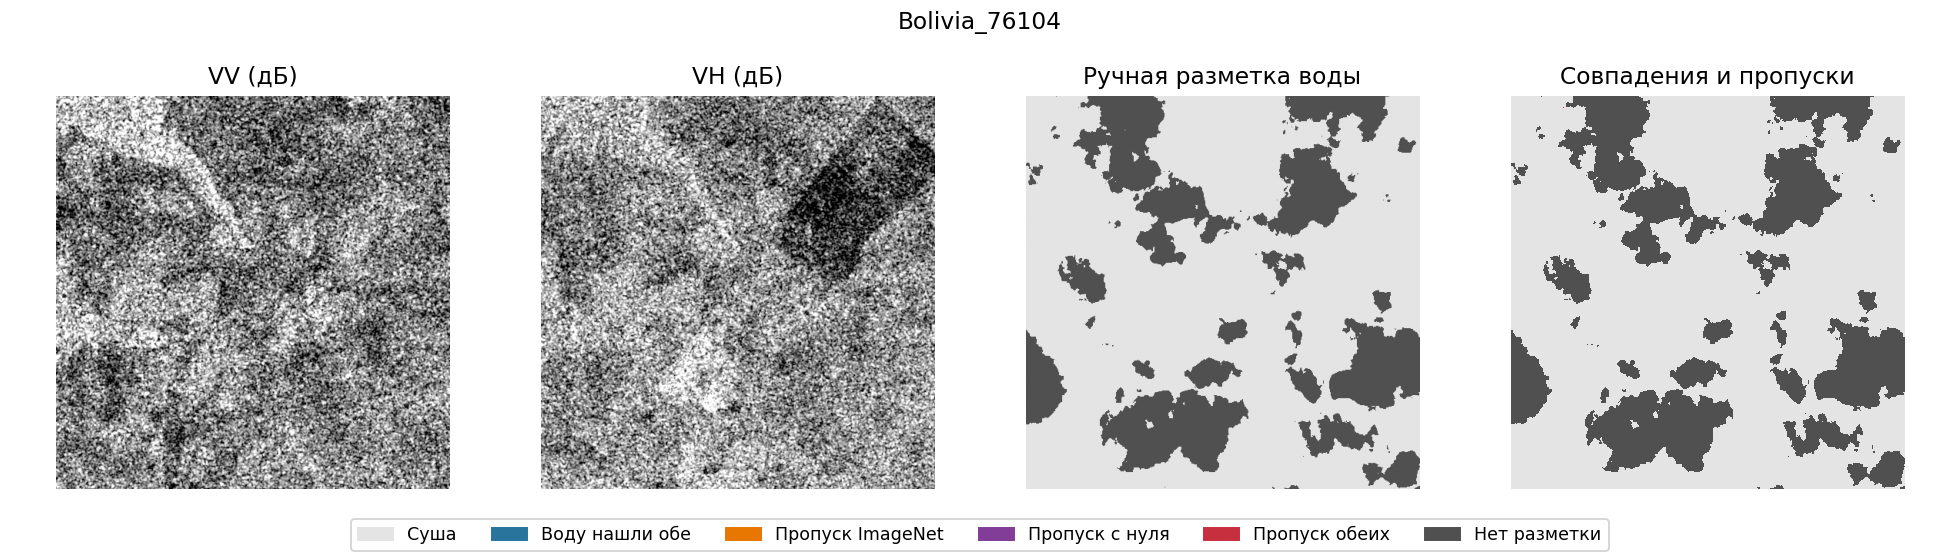 Bolivia_76104
VV (дБ)
VH (дБ)
Ручная разметка воды
Совпадения и пропуски
Суша
Воду нашли обе
Пропуск ImageNet
Пропуск с нуля
Пропуск обеих
Нет разметки